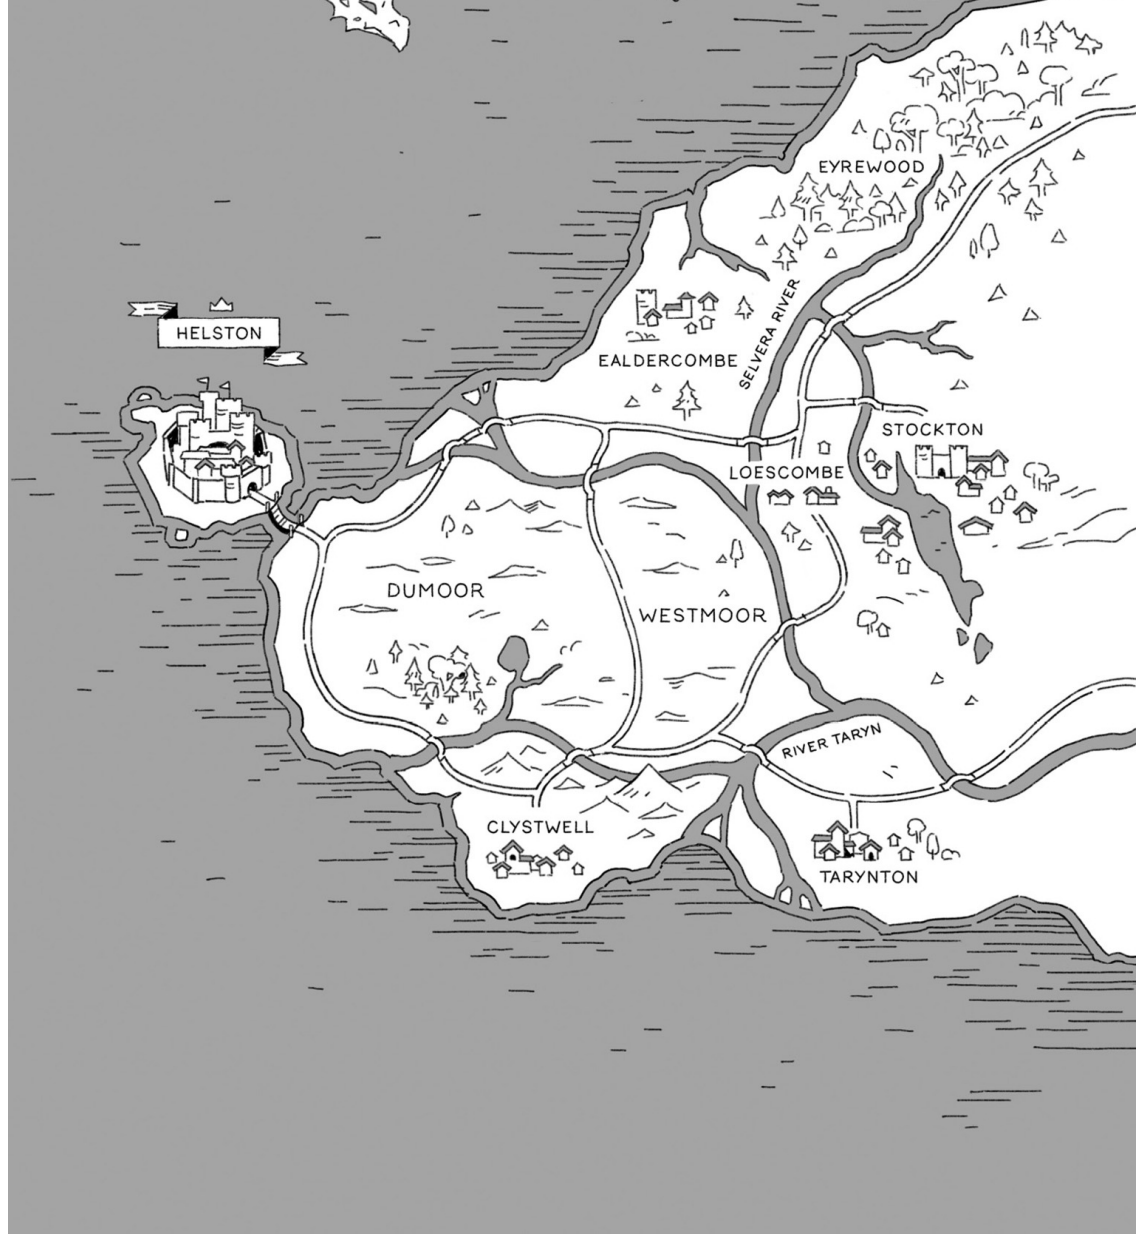 EYREWOOD
HELSTON
SELVERA RIVER
EALDERCOMBE
STOCKTON
LOESCOMBE
DUMOOR
WESTMOOR
RIVER TARYN
CLYSTWELL
TARYNTON